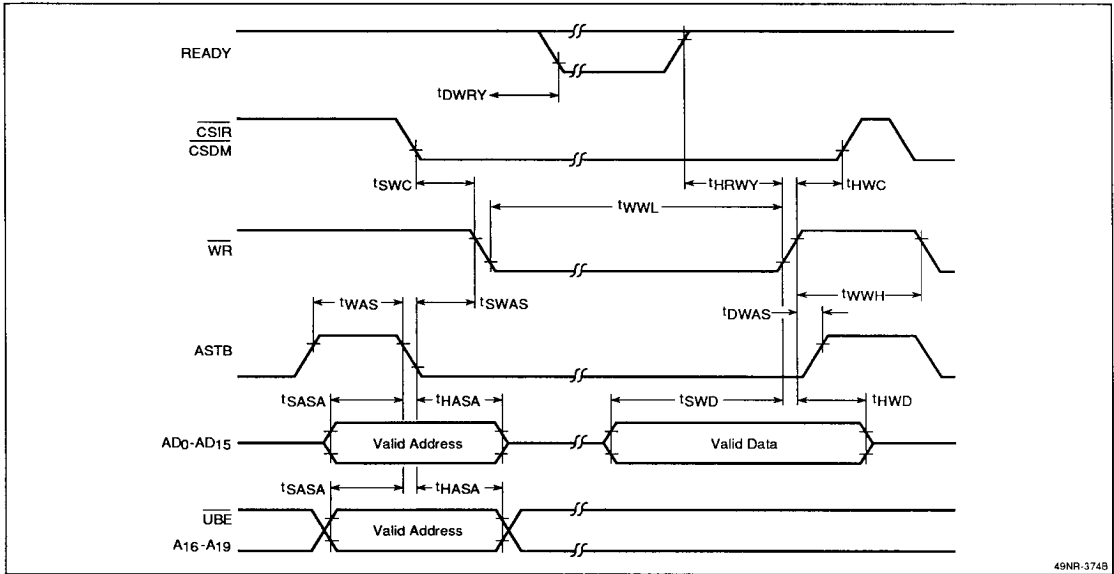 READY
tDWRY
CSIR
CSDM
tSWC
tHRWY
tHWC
tWWL
WR
tWAS
tSWAS
tWWH
tDWAS
ASTB
tSASA
tHASA
tSWD
tHWD
AD0-AD15
Valid Address
Valid Data
tSASA
tHASA
UBE
Valid Address
A16-A19
49NR-374B